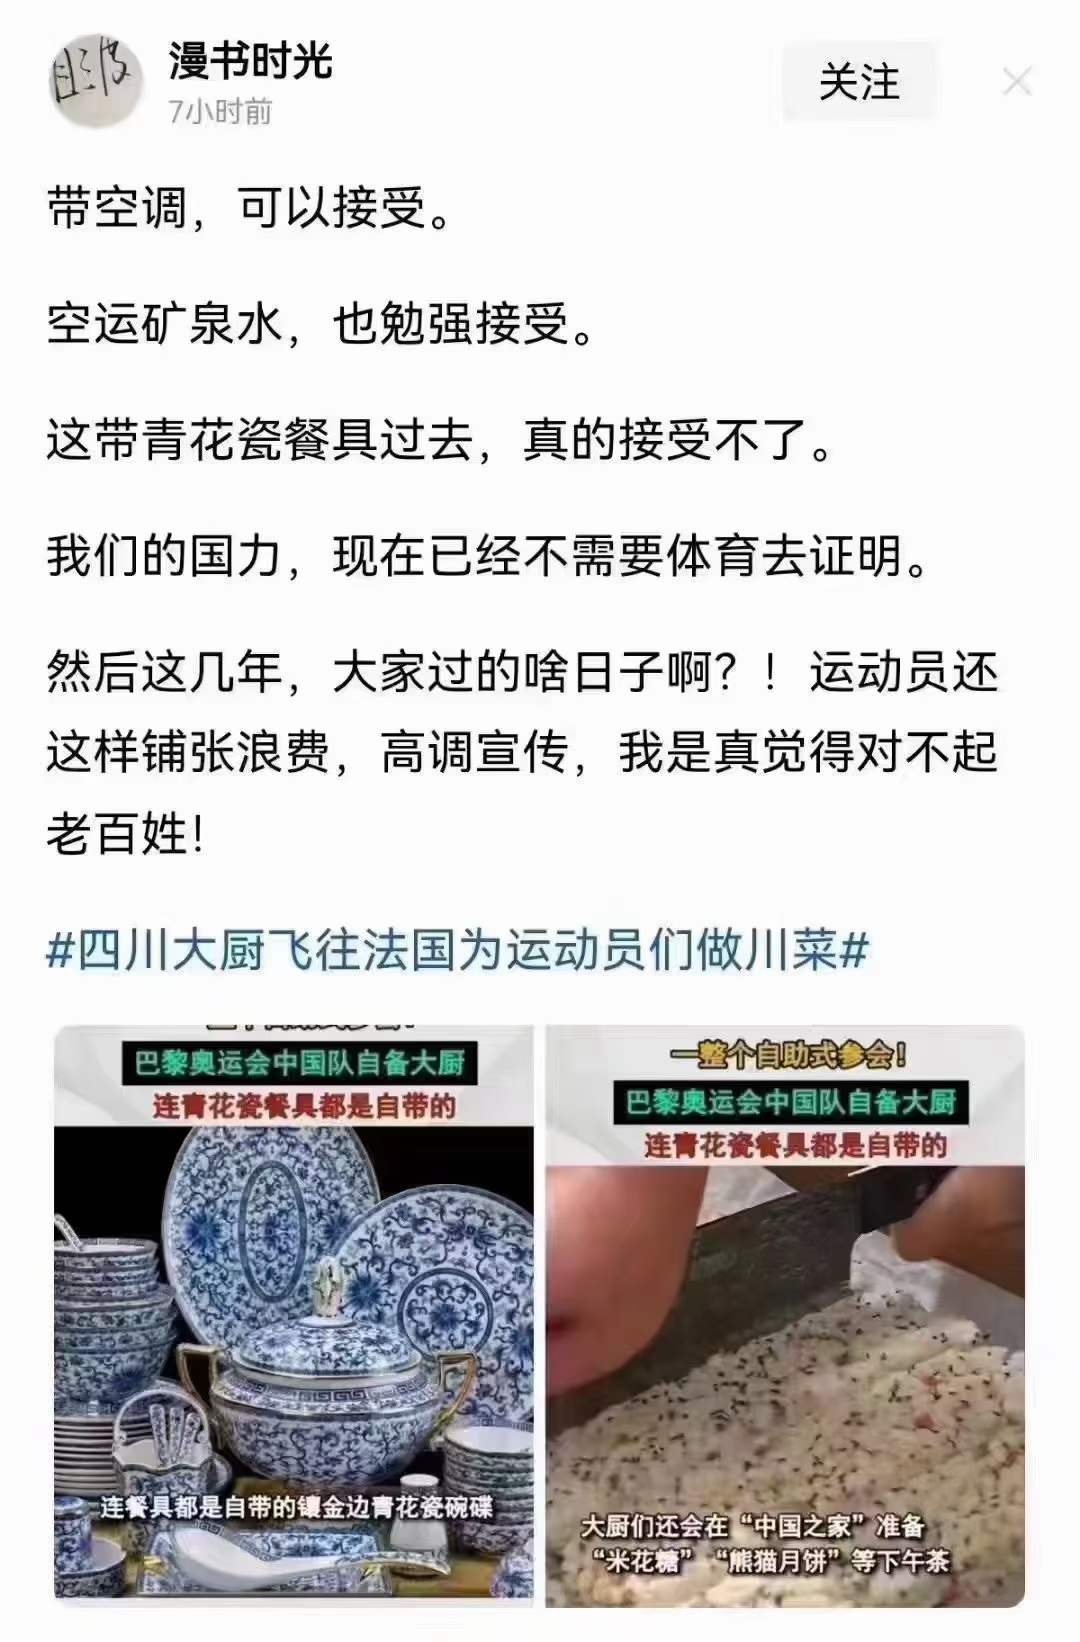 漫书时光
7小时前
关注
带空调，可以接受。
空运矿泉水，也勉强接受。
这带青花瓷餐具过去，真的接受不了。
我们的国力，现在已经不需要体育去证明。
然后这几年，大家过的啥日子啊？！运动员还
这样铺张浪费，高调宣传，我是真觉得对不起
老百姓！
#四川大厨飞往法国为运动员们做川菜#
巴黎奥运会中国队自备大厨
连青花瓷餐具都是自带的
连餐具都是自带的镶金边青花瓷碗碟
一整个自助式参会！
巴黎奥运会中国队自备大厨
连青花瓷餐具都是自带的
大厨们还会在“中国之家”准备
“米花糖”“熊猫月饼”等下午茶